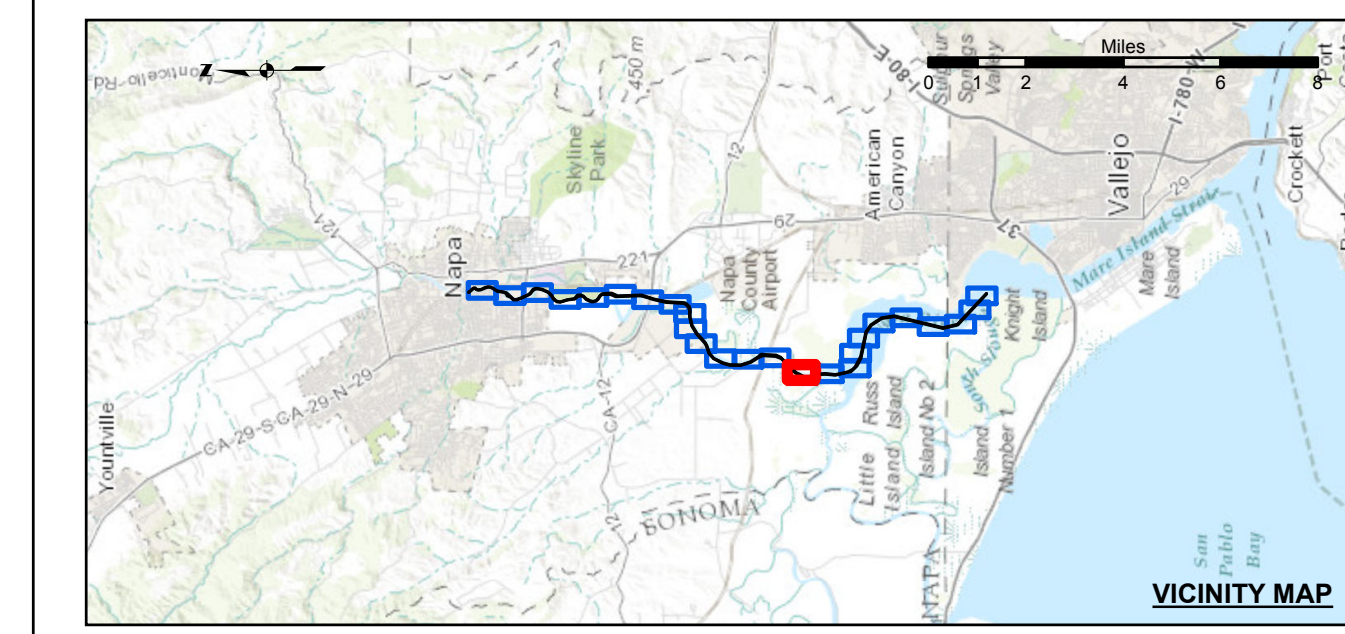 Monticello Rd
N
450 m
I-80-E
Sulphur
Springs
Valley
Miles
0 1 2 4 6 8
I-780-W
Port
121
Skyline
Park
12
American
Canyon
Vallejo
29
Crockett
Napa
221
29
Napa
County
Airport
37
Mare Island Strait
Mare
Island
Knight
Island
South Slough
Yountville
CA-29-S CA-29-N-29
CA-12
12
SONOMA
NAPA
Little
Island
Russ
Island
Island No 2
Island
Number 1
San
Pablo
Bay
VICINITY MAP